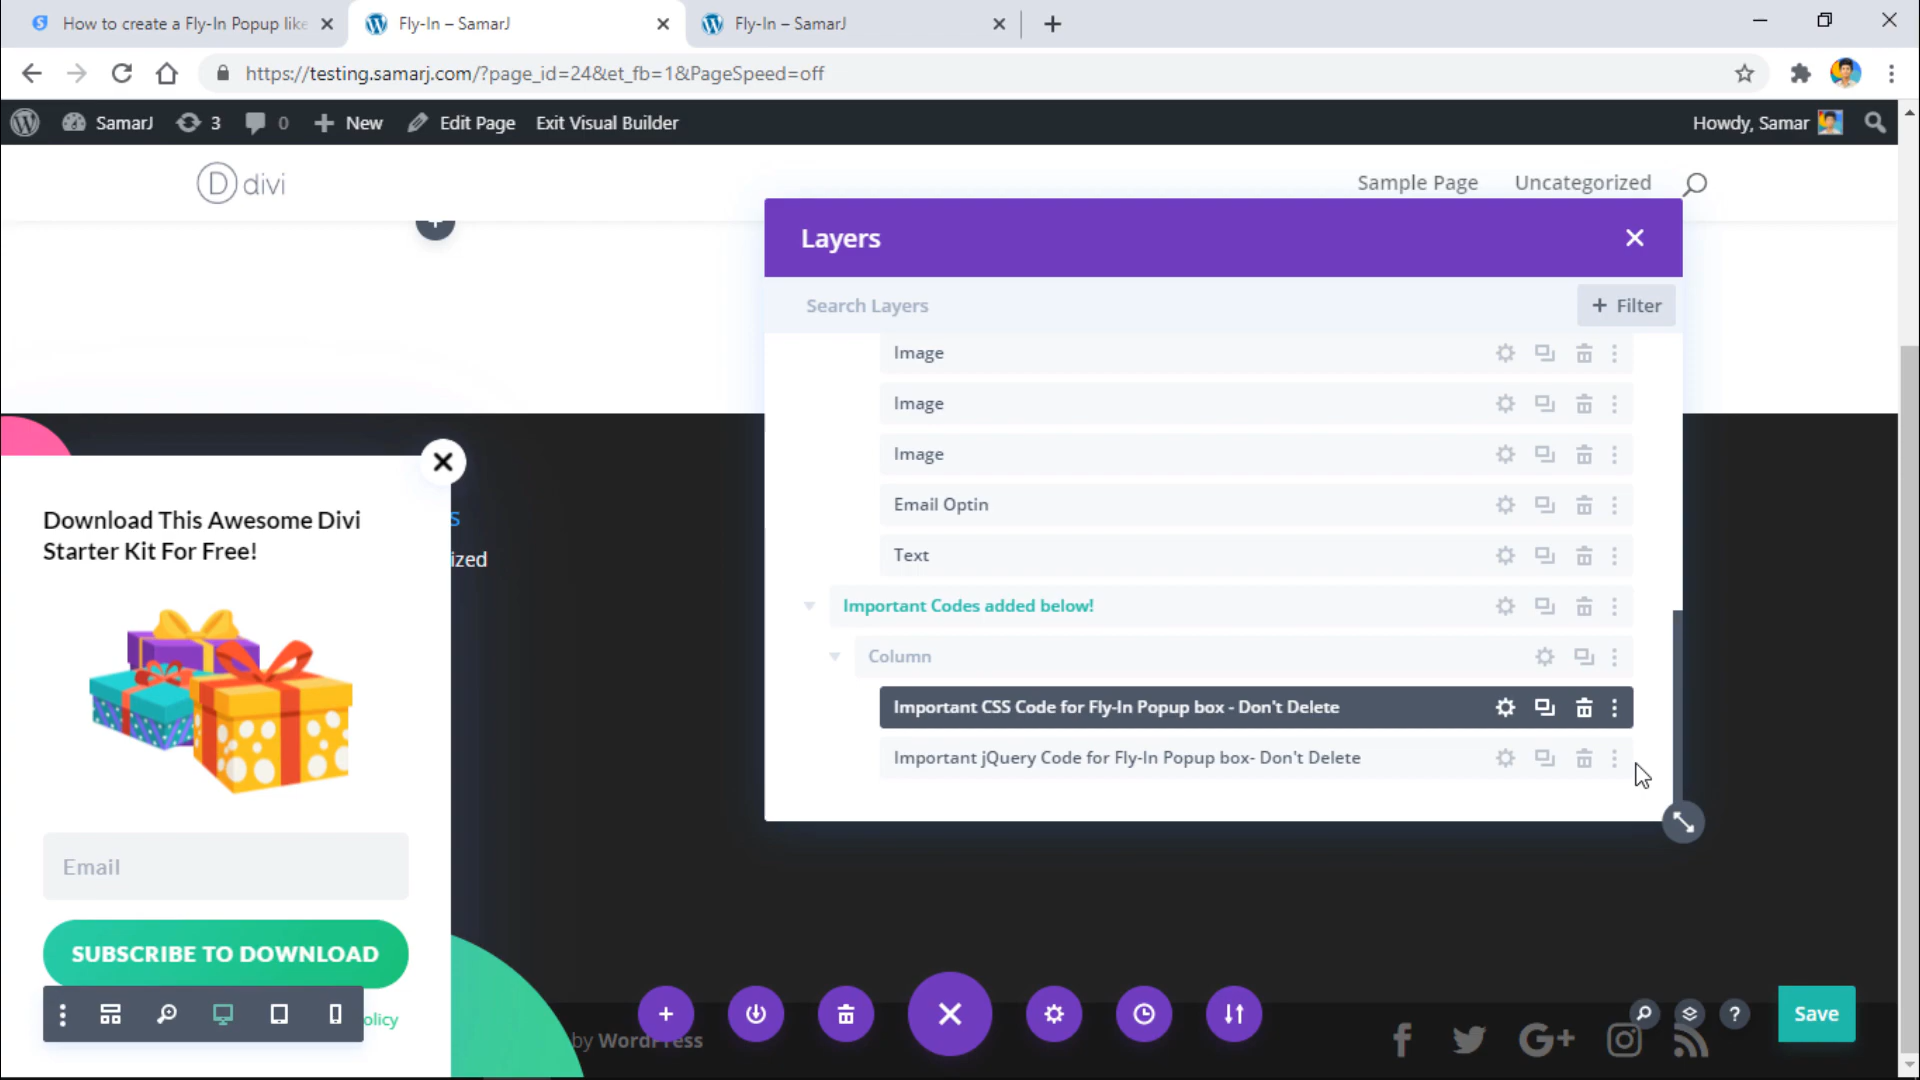 How to create a Fly-In Popup like
Fly-In – SamarJ
Fly-In – SamarJ
https://testing.samarj.com/?page_id=24&et_fb=1&PageSpeed=off
SamarJ
3
0
New
Edit Page
Exit Visual Builder
Howdy, Samar
D divi
Sample Page
Uncategorized
Layers
Search Layers
+ Filter
Image
Image
Image
Email Optin
Text
Important Codes added below!
Column
Important CSS Code for Fly-In Popup box - Don't Delete
Important jQuery Code for Fly-In Popup box- Don't Delete
Download This Awesome Divi
Starter Kit For Free!
s
ized
Email
SUBSCRIBE TO DOWNLOAD
olicy
by WordPress
G+
?
Save